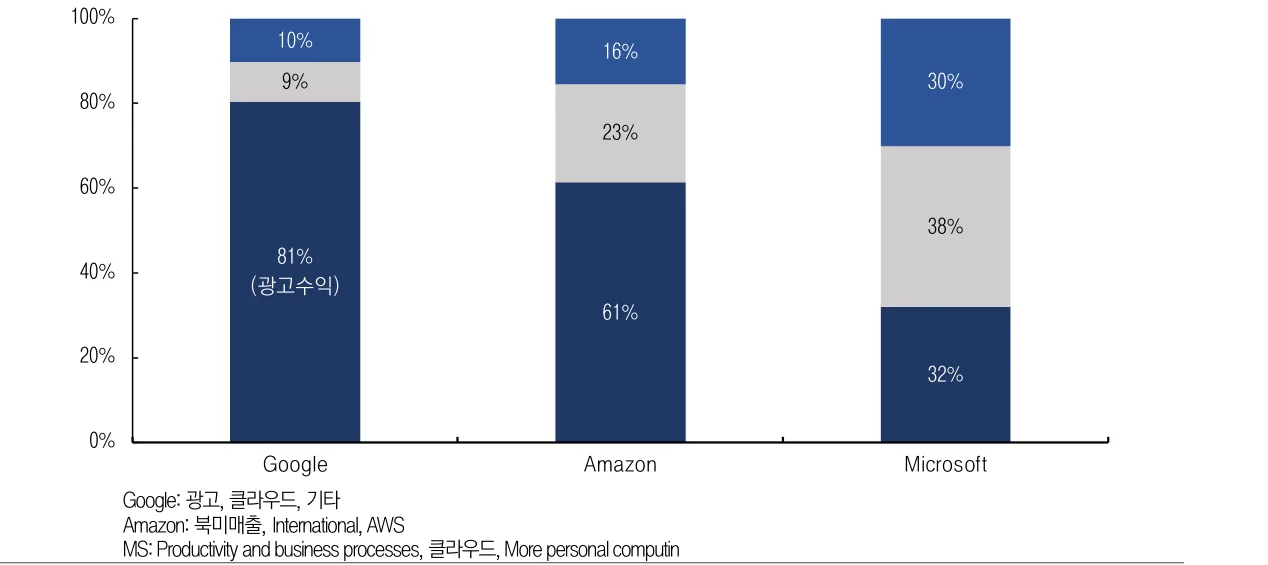 100%
80%
60%
40%
20%
0%
10%
9%
81%
(광고수익)
16%
23%
61%
30%
38%
32%
Google
Amazon
Microsoft
Google: 광고, 클라우드, 기타
Amazon: 북미매출, International, AWS
MS: Productivity and business processes, 클라우드, More personal computin